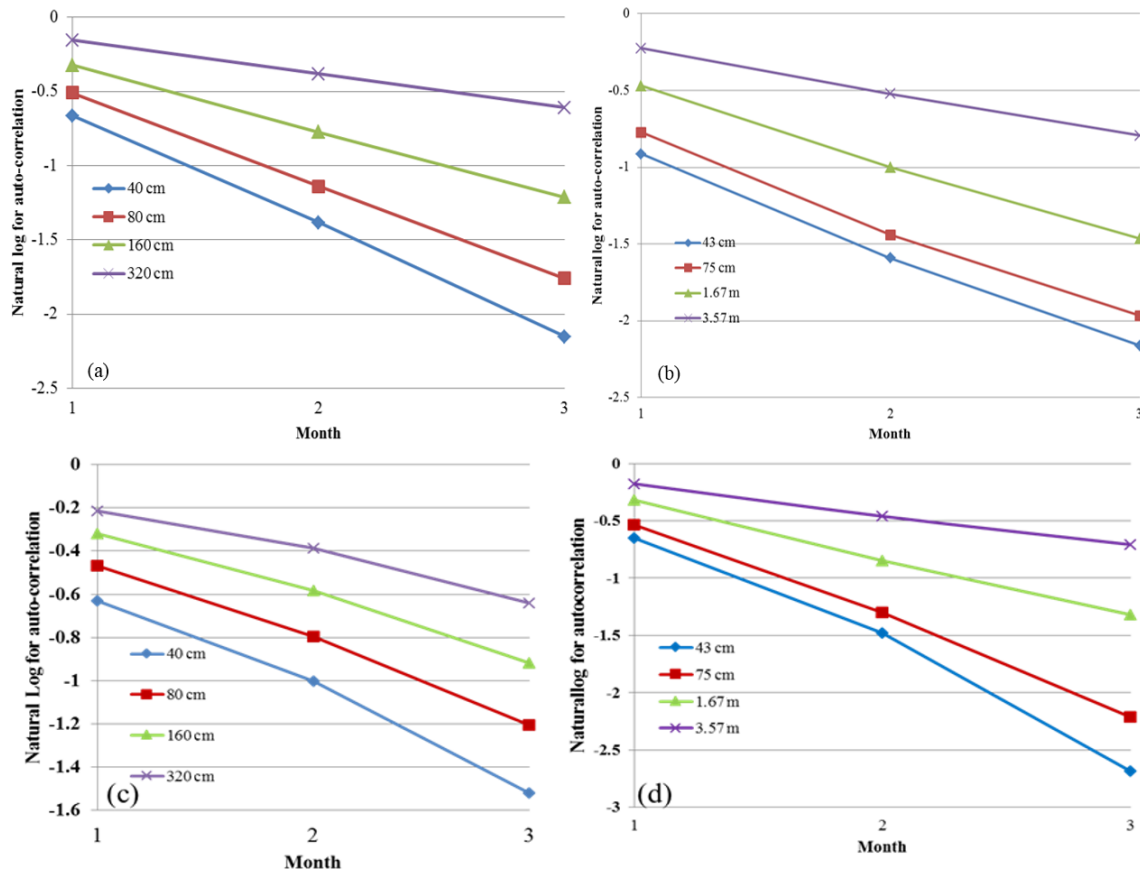 0
-0.5
-1
-1.5
-2
-2.5
Natural log for auto-correlation
40 cm
80 cm
160 cm
320 cm
(a)
1
2
3
Month
0
-0.5
-1
-1.5
-2
-2.5
Natural log for auto-correlation
43 cm
75 cm
1.67 m
3.57 m
(b)
1
2
3
Month
0
-0.2
-0.4
-0.6
-0.8
-1
-1.2
-1.4
-1.6
Natural Log for auto-correlation
40 cm
80 cm
160 cm
320 cm
(c)
1
2
3
Month
0
-0.5
-1
-1.5
-2
-2.5
-3
Natural log for autocorrelation
43 cm
75 cm
1.67 m
3.57 m
(d)
1
2
3
Month